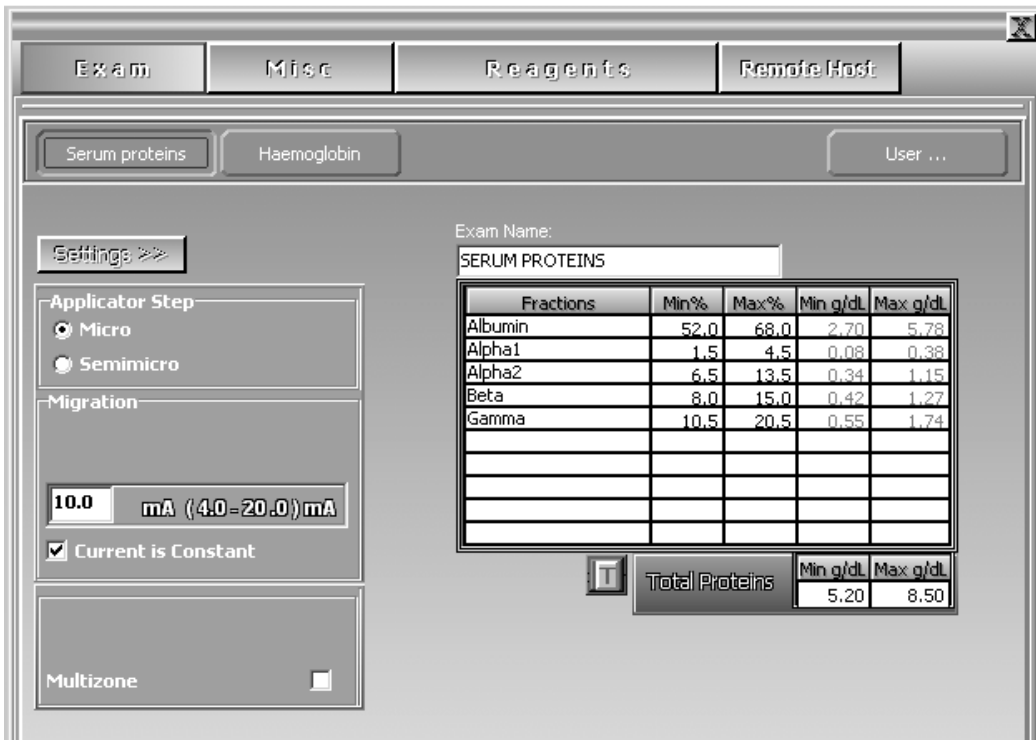 X
Exam Misc Reagents Remote Host
Serum proteins Haemoglobin User ...
Settings >>
Exam Name:
SERUM PROTEINS
Applicator Step
Micro
Semimicro
Migration
10.0 mA (4.0-20.0)mA
Current is Constant
Multizone
Fractions Min% Max% Min g/dL Max g/dL
Albumin 52.0 68.0 2.70 5.78
Alpha1 1.5 4.5 0.08 0.38
Alpha2 6.5 13.5 0.34 1.15
Beta 8.0 15.0 0.42 1.27
Gamma 10.5 20.5 0.55 1.74
T
Total Proteins
Min g/dL Max g/dL
5.20 8.50